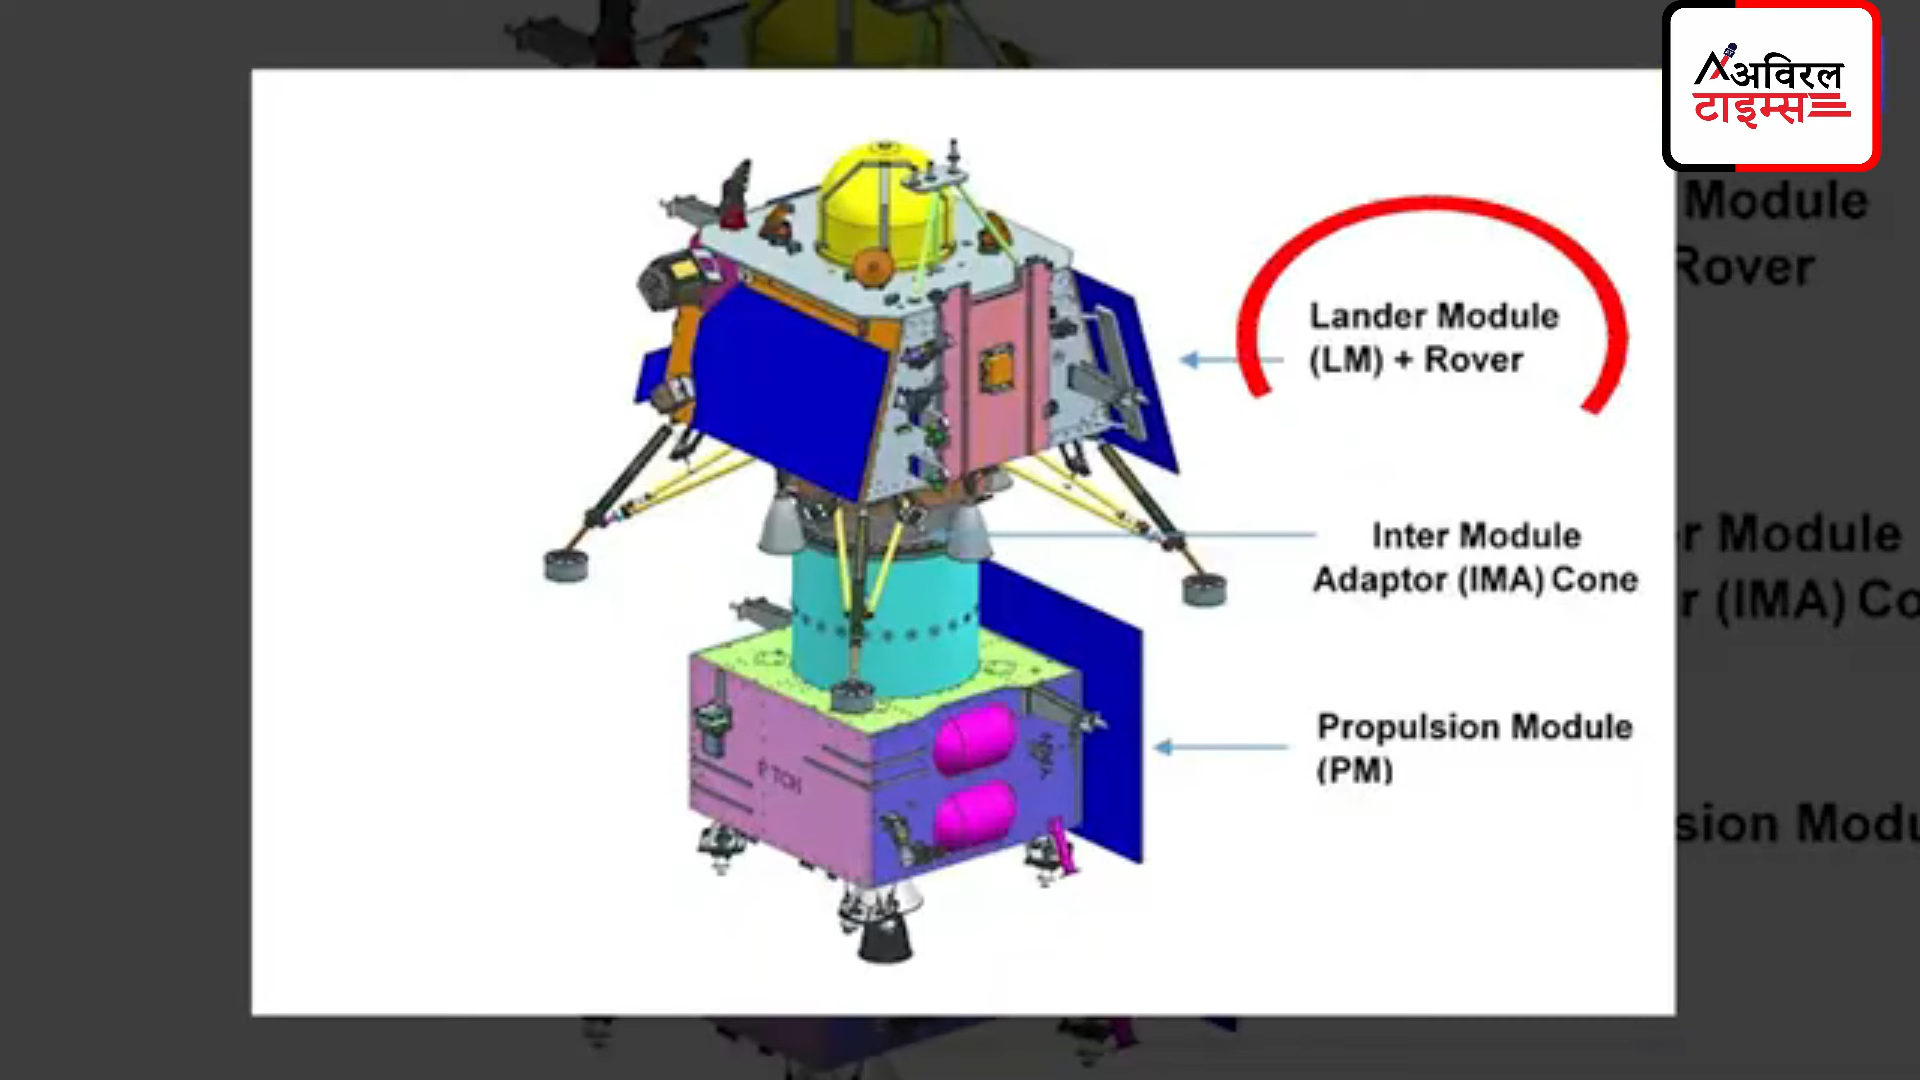 अविरल
टाइम्स
Lander Module
(LM) + Rover
Inter Module
Adaptor (IMA) Cone
Propulsion Module
(PM)
Module
Rover
r Module
r (IMA) Co
sion Modu